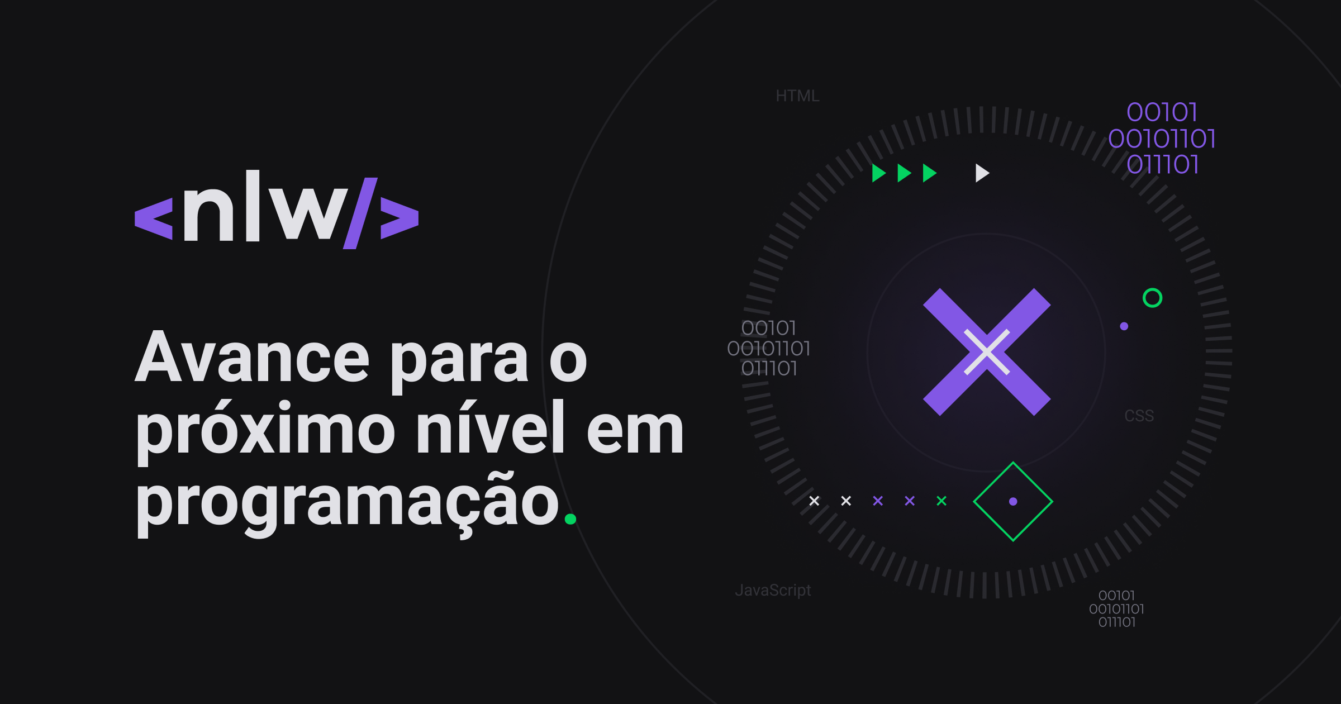 <nlw/>
Avance para o
próximo nível em
programação.
HTML
00101
00101101
011101
00101
00101101
011101
CSS
JavaScript
00101
00101101
011101